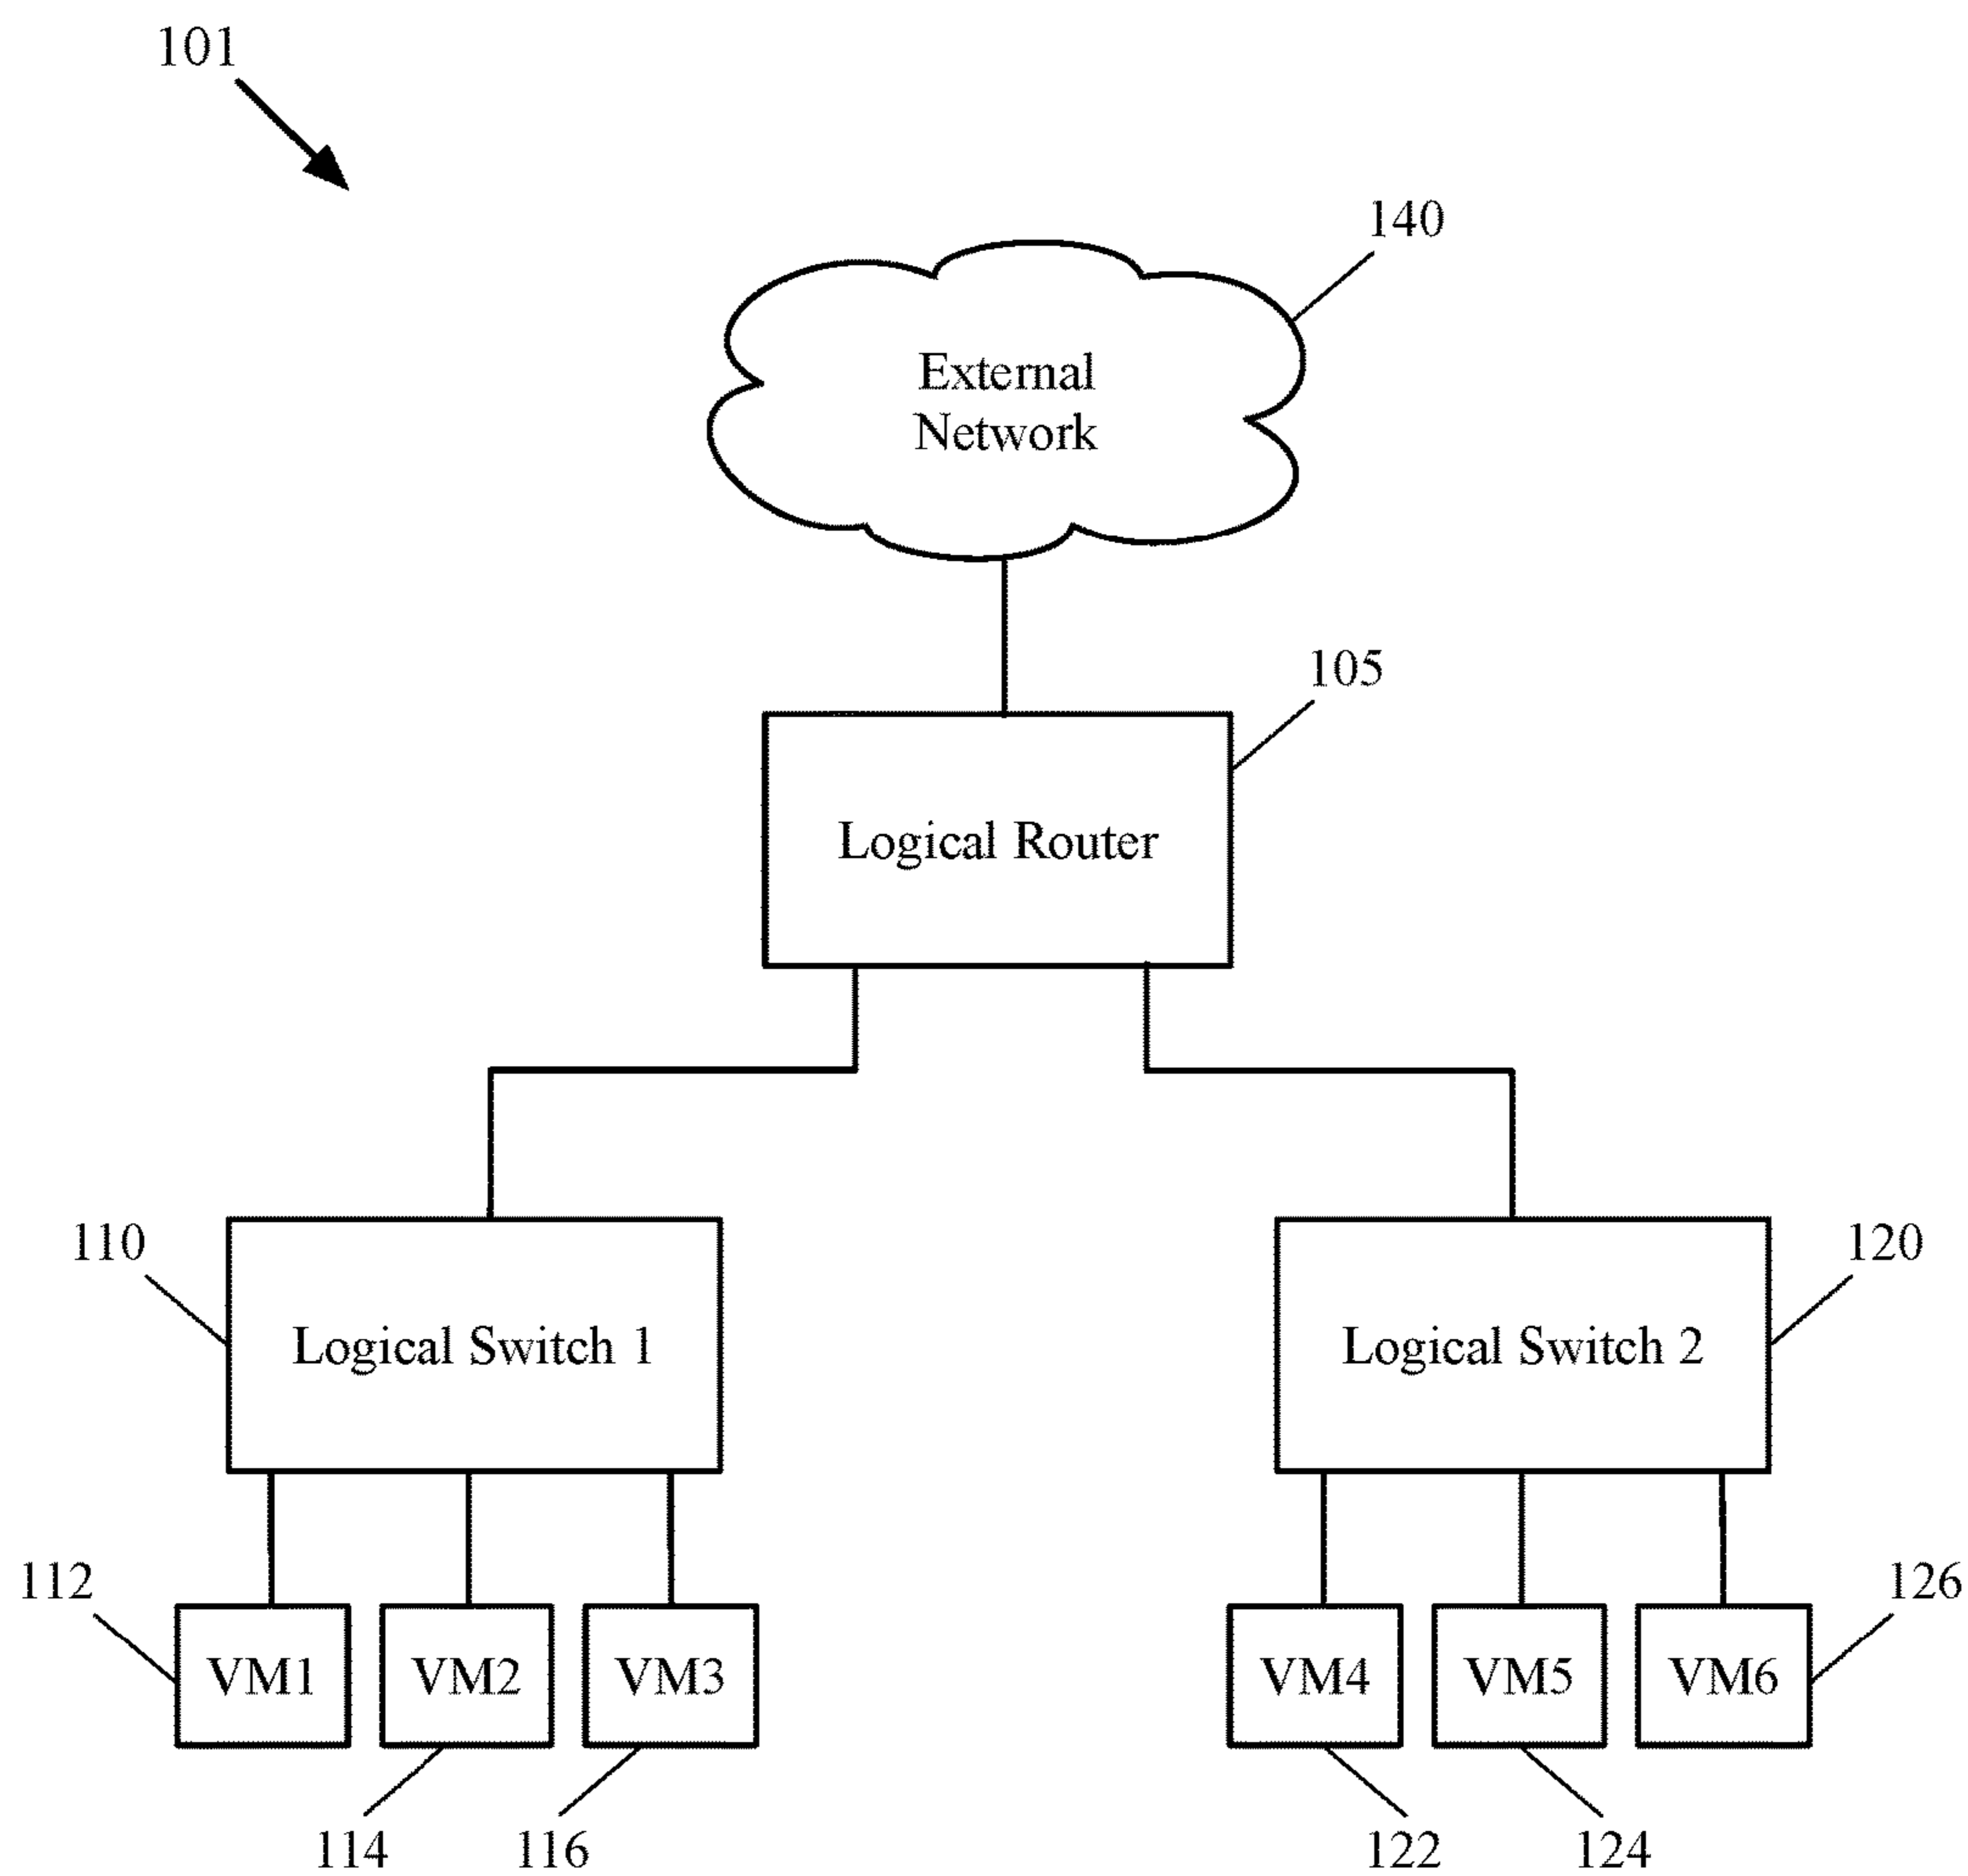 101
140
External
Network
105
Logical Router
110
120
Logical Switch 1
Logical Switch 2
112
126
VM1
VM2
VM3
VM4
VM5
VM6
114
116
122
124